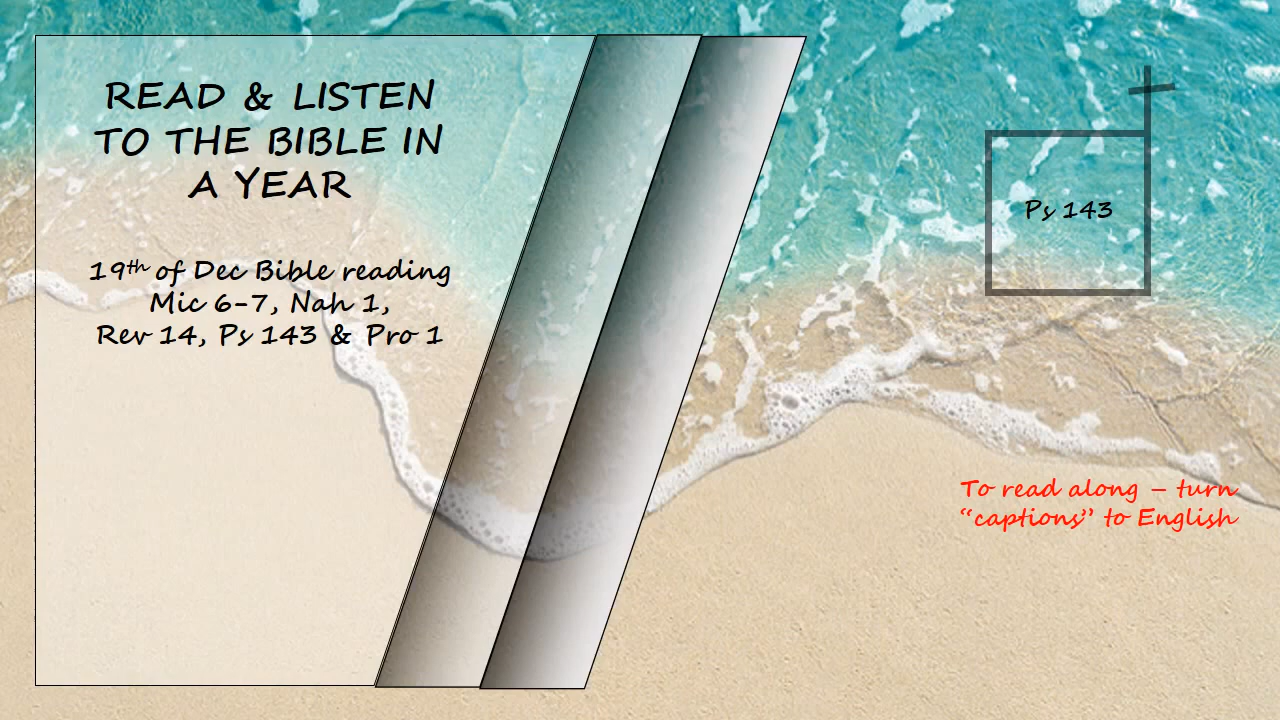 READ & LISTEN
TO THE BIBLE IN
A YEAR
19th of Dec Bible reading
Mic 6-7, Nah 1,
Rev 14, Ps 143 & Pro 1
Ps 143
To read along – turn
“captions” to English